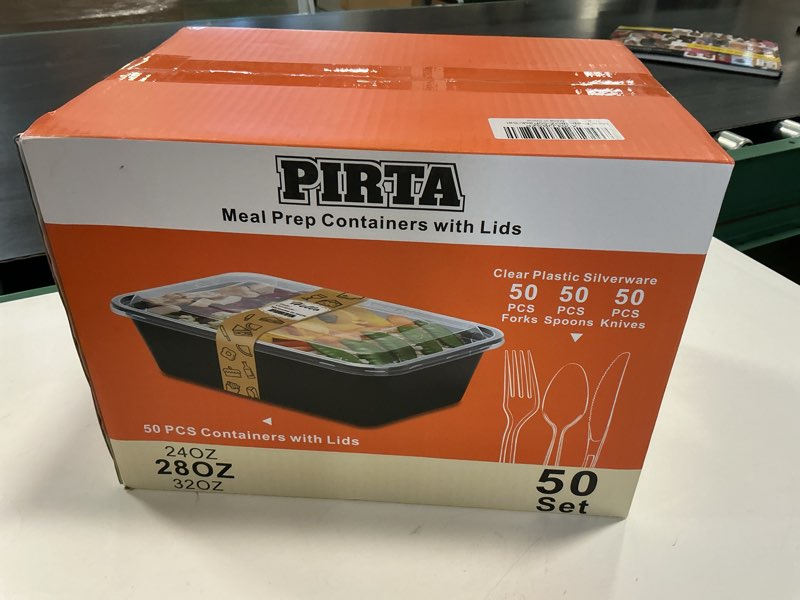 PIRTA
Meal Prep Containers with Lids
Clear Plastic Silverware
50 50 50
PCS PCS PCS
Forks Spoons Knives
50 PCS Containers with Lids
24OZ
28OZ
32OZ
50
Set